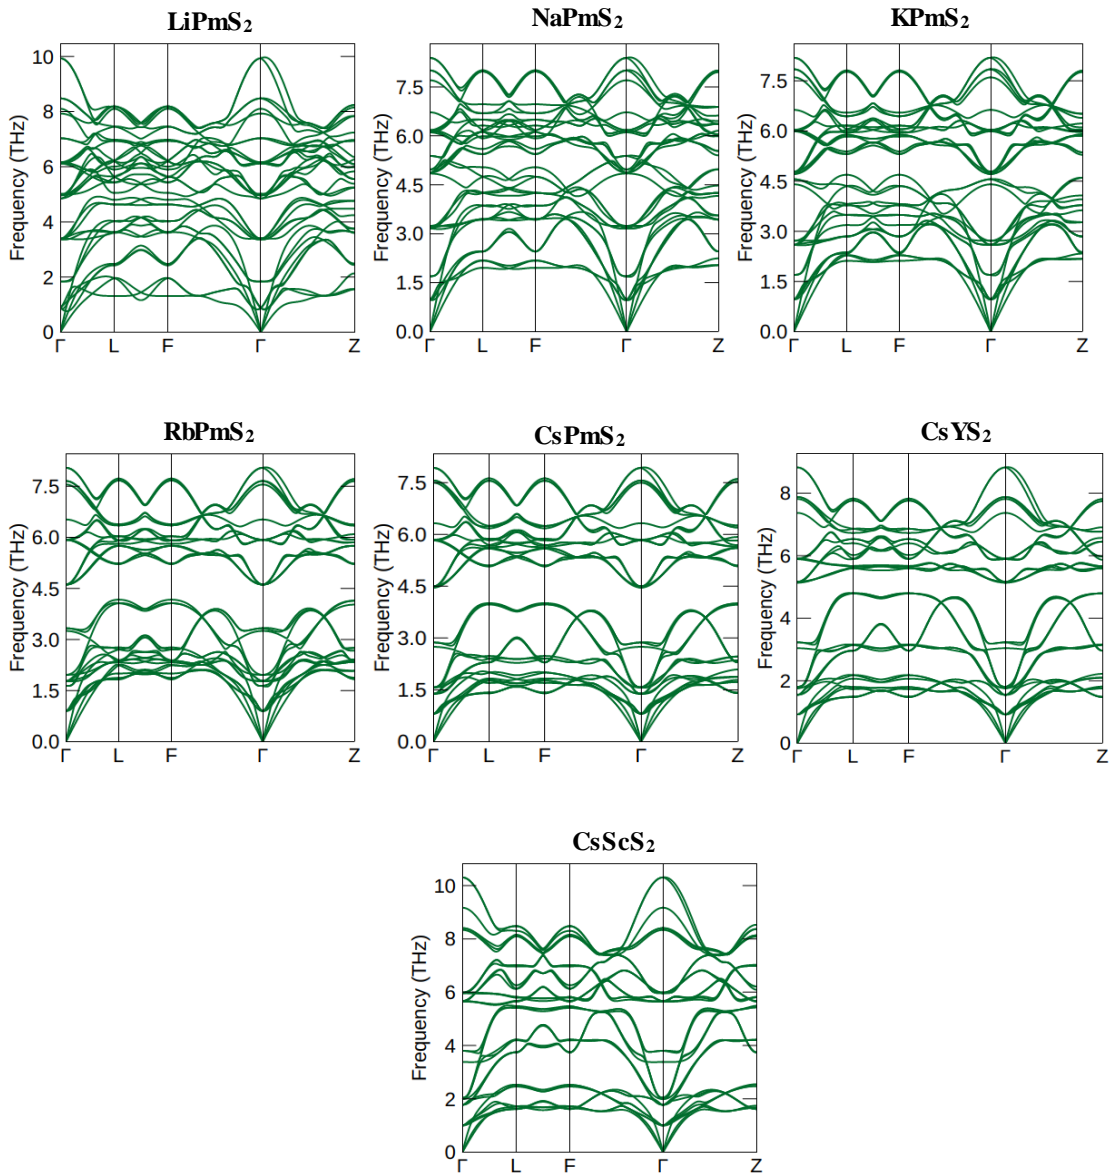 LiPmS2 NaPmS2 KPmS2
Frequency (THz) Frequency (THz) Frequency (THz)
10 8 6 4 2 0
7.5 6.0 4.5 3.0 1.5 0.0
7.5 6.0 4.5 3.0 1.5 0.0
Γ L F Γ Z Γ L F Γ Z Γ L F Γ Z
RbPmS2 CsPmS2 CsYS2
Frequency (THz) Frequency (THz) Frequency (THz)
7.5 6.0 4.5 3.0 1.5 0.0
7.5 6.0 4.5 3.0 1.5 0.0
8 6 4 2 0
Γ L F Γ Z Γ L F Γ Z Γ L F Γ Z
CsScS2
Frequency (THz)
10 8 6 4 2 0
Γ L F Γ Z